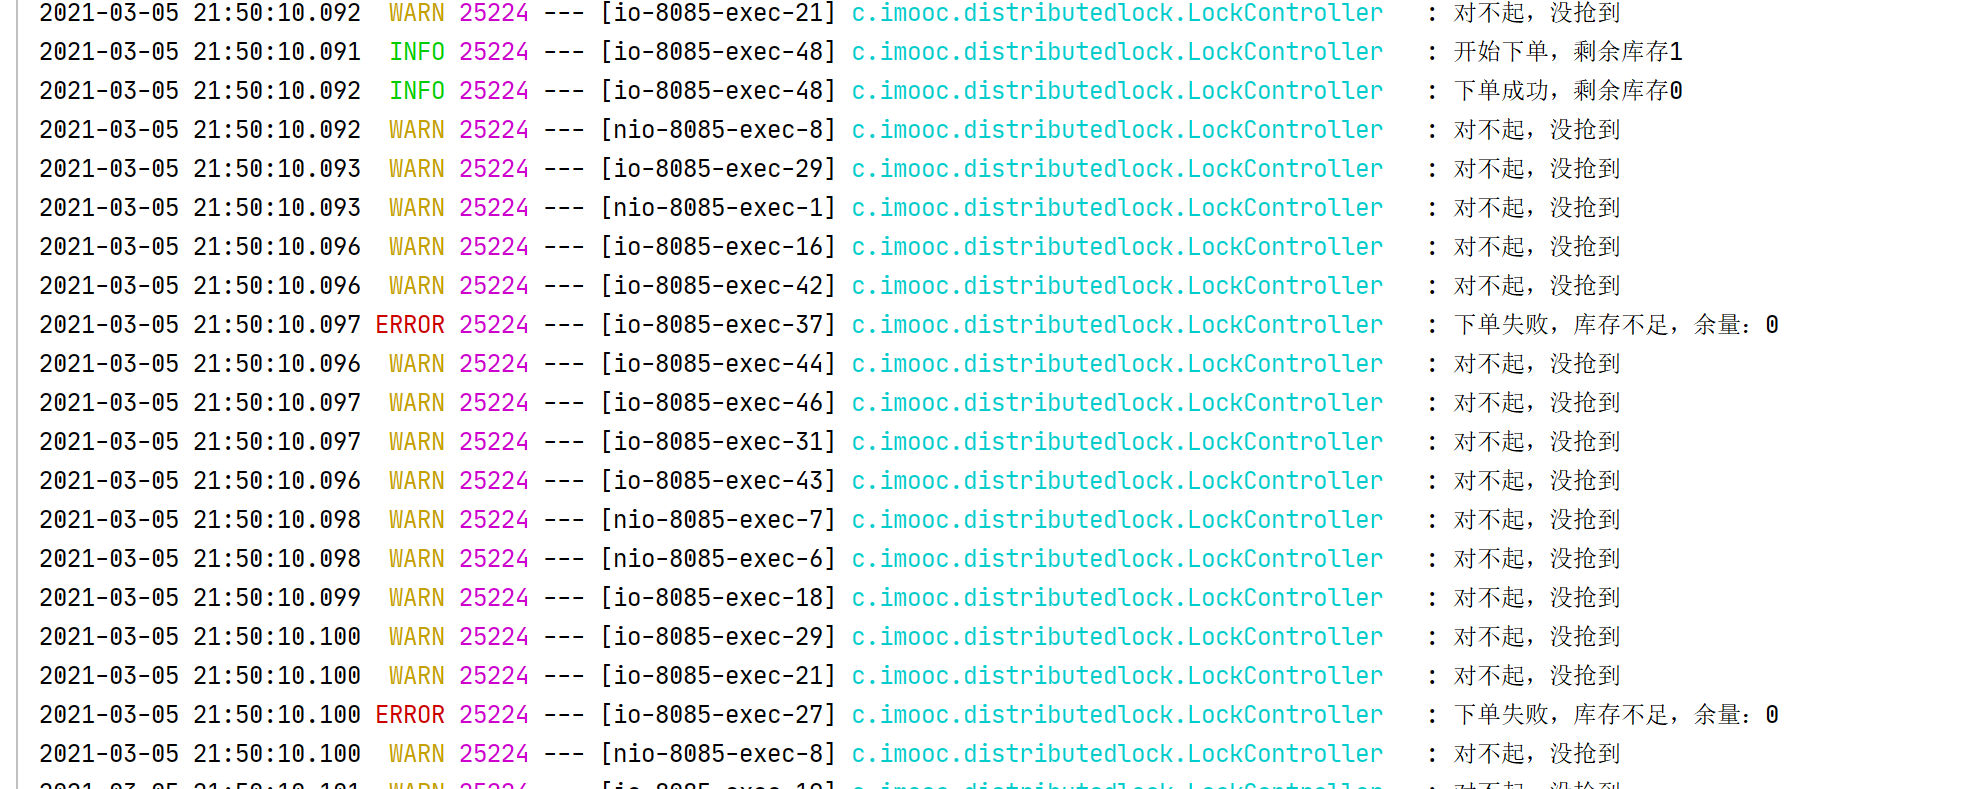 2021-03-05 21:50:10.092  WARN 25224 --- [io-8085-exec-21] c.imooc.distributedlock.LockController   : 对不起，没抢到
2021-03-05 21:50:10.091  INFO 25224 --- [io-8085-exec-48] c.imooc.distributedlock.LockController   : 开始下单，剩余库存1
2021-03-05 21:50:10.092  INFO 25224 --- [io-8085-exec-48] c.imooc.distributedlock.LockController   : 下单成功，剩余库存0
2021-03-05 21:50:10.092  WARN 25224 --- [nio-8085-exec-8] c.imooc.distributedlock.LockController   : 对不起，没抢到
2021-03-05 21:50:10.093  WARN 25224 --- [io-8085-exec-29] c.imooc.distributedlock.LockController   : 对不起，没抢到
2021-03-05 21:50:10.093  WARN 25224 --- [nio-8085-exec-1] c.imooc.distributedlock.LockController   : 对不起，没抢到
2021-03-05 21:50:10.096  WARN 25224 --- [io-8085-exec-16] c.imooc.distributedlock.LockController   : 对不起，没抢到
2021-03-05 21:50:10.096  WARN 25224 --- [io-8085-exec-42] c.imooc.distributedlock.LockController   : 对不起，没抢到
2021-03-05 21:50:10.097 ERROR 25224 --- [io-8085-exec-37] c.imooc.distributedlock.LockController   : 下单失败，库存不足，余量：0
2021-03-05 21:50:10.096  WARN 25224 --- [io-8085-exec-44] c.imooc.distributedlock.LockController   : 对不起，没抢到
2021-03-05 21:50:10.097  WARN 25224 --- [io-8085-exec-46] c.imooc.distributedlock.LockController   : 对不起，没抢到
2021-03-05 21:50:10.097  WARN 25224 --- [io-8085-exec-31] c.imooc.distributedlock.LockController   : 对不起，没抢到
2021-03-05 21:50:10.096  WARN 25224 --- [io-8085-exec-43] c.imooc.distributedlock.LockController   : 对不起，没抢到
2021-03-05 21:50:10.098  WARN 25224 --- [nio-8085-exec-7] c.imooc.distributedlock.LockController   : 对不起，没抢到
2021-03-05 21:50:10.098  WARN 25224 --- [nio-8085-exec-6] c.imooc.distributedlock.LockController   : 对不起，没抢到
2021-03-05 21:50:10.099  WARN 25224 --- [io-8085-exec-18] c.imooc.distributedlock.LockController   : 对不起，没抢到
2021-03-05 21:50:10.100  WARN 25224 --- [io-8085-exec-29] c.imooc.distributedlock.LockController   : 对不起，没抢到
2021-03-05 21:50:10.100  WARN 25224 --- [io-8085-exec-21] c.imooc.distributedlock.LockController   : 对不起，没抢到
2021-03-05 21:50:10.100 ERROR 25224 --- [io-8085-exec-27] c.imooc.distributedlock.LockController   : 下单失败，库存不足，余量：0
2021-03-05 21:50:10.100  WARN 25224 --- [nio-8085-exec-8] c.imooc.distributedlock.LockController   : 对不起，没抢到